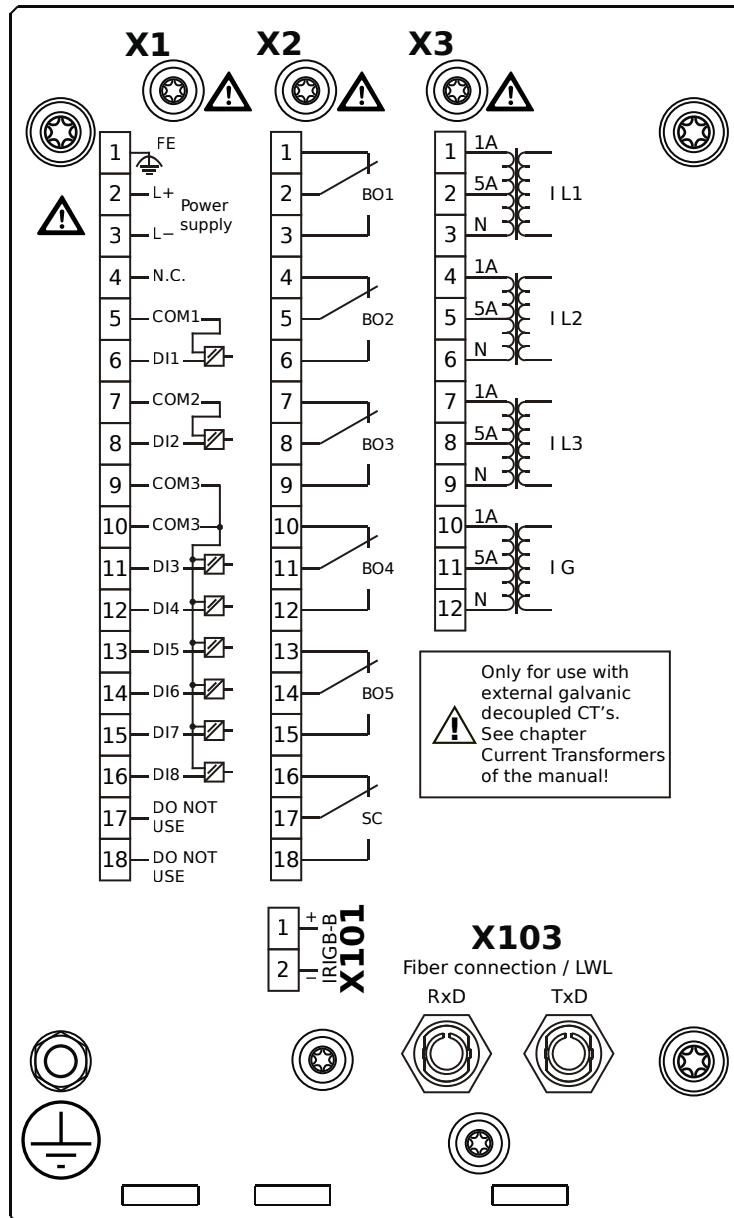 X1 X2 X3
1 FE
2 L+
Power
supply
3 L−
4 N.C.
5 COM1
6 DI1
7 COM2
8 DI2
9 COM3
10 COM3
11 DI3
12 DI4
13 DI5
14 DI6
15 DI7
16 DI8
17 DO NOT
USE
18 DO NOT
USE
1
2 BO1
3
4
5 BO2
6
7
8 BO3
9
10
11 BO4
12
13
14 BO5
15
16
17 SC
18
1 1A
2 5A I L1
3 N
4 1A
5 5A I L2
6 N
7 1A
8 5A I L3
9 N
10 1A
11 5A I G
12 N
! Only for use with
external galvanic
decoupled CT's.
See chapter
Current Transformers
of the manual!
1 +
2 −
IRIGB-B
X101
X103
Fiber connection / LWL
RxD TxD